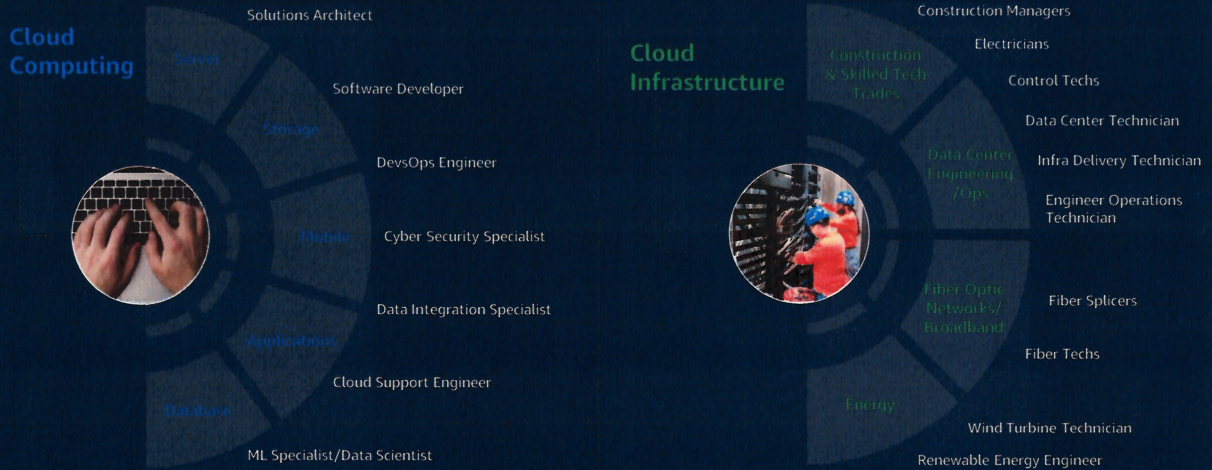 Cloud
Computing
Server
Storage
Mobile
Applications
Database
Solutions Architect
Software Developer
DevsOps Engineer
Cyber Security Specialist
Data Integration Specialist
Cloud Support Engineer
ML Specialist/Data Scientist
Cloud
Infrastructure
Construction
& Skilled Tech
Trades
Data Center
Engineering
/Ops
Fiber Optic
Networks/
Broadband
Energy
Construction Managers
Electricians
Control Techs
Data Center Technician
Infra Delivery Technician
Engineer Operations
Technician
Fiber Splicers
Fiber Techs
Wind Turbine Technician
Renewable Energy Engineer